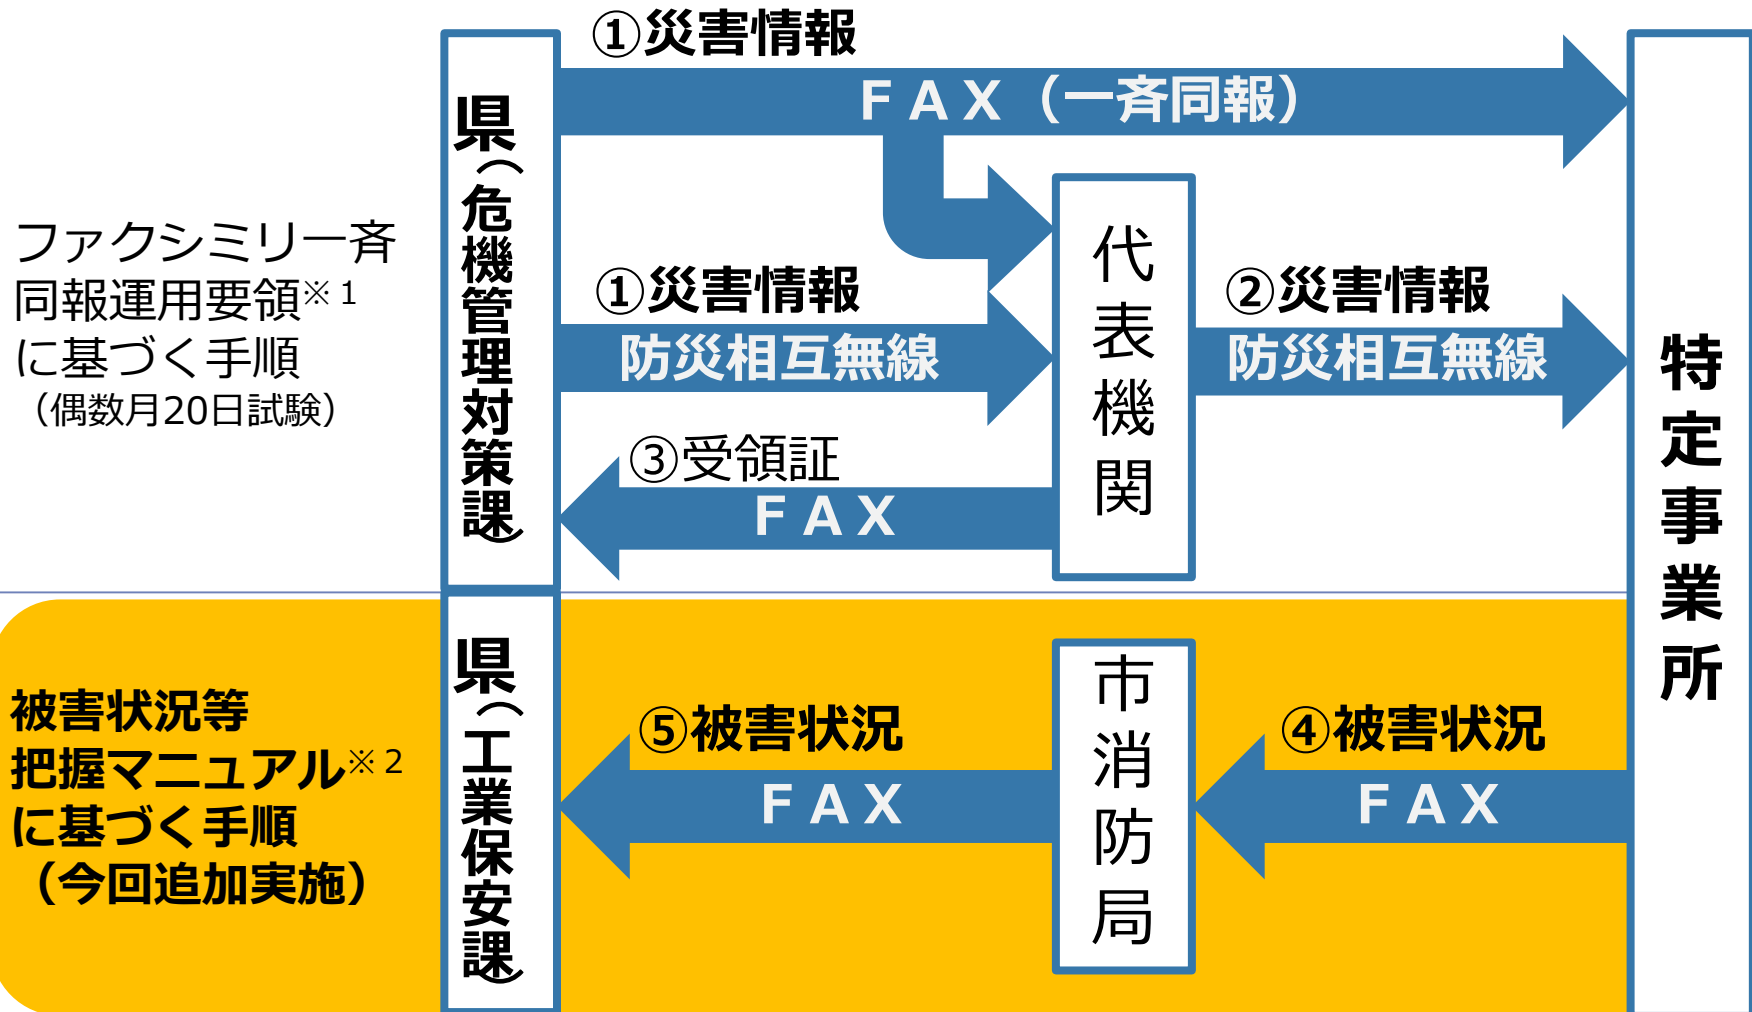 ①災害情報
ＦＡＸ（一斉同報）
県（危機管理対策課）
ファクシミリ一斉
同報運用要領※１
に基づく手順
（偶数月20日試験）
①災害情報
防災相互無線
代表機関
②災害情報
防災相互無線
特定事業所
③受領証
ＦＡＸ
被害状況等
把握マニュアル※２
に基づく手順
（今回追加実施）
県（工業保安課）
⑤被害状況
ＦＡＸ
市消防局
④被害状況
ＦＡＸ